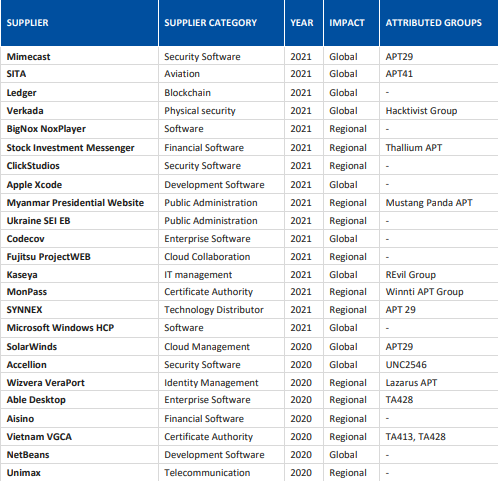 SUPPLIER SUPPLIER CATEGORY YEAR IMPACT ATTRIBUTED GROUPS
Mimecast Security Software 2021 Global APT29
SITA Aviation 2021 Global APT41
Ledger Blockchain 2021 Global -
Verkada Physical security 2021 Global Hacktivist Group
BigNox NoxPlayer Software 2021 Regional -
Stock Investment Messenger Financial Software 2021 Regional Thallium APT
ClickStudios Security Software 2021 Regional -
Apple Xcode Development Software 2021 Global -
Myanmar Presidential Website Public Administration 2021 Regional Mustang Panda APT
Ukraine SEI EB Public Administration 2021 Regional -
Codecov Enterprise Software 2021 Global -
Fujitsu ProjectWEB Cloud Collaboration 2021 Regional -
Kaseya IT management 2021 Global REvil Group
MonPass Certificate Authority 2021 Regional Winnti APT Group
SYNNEX Technology Distributor 2021 Regional APT 29
Microsoft Windows HCP Software 2021 Global -
SolarWinds Cloud Management 2020 Global APT29
Accellion Security Software 2020 Global UNC2546
Wizvera VeraPort Identity Management 2020 Regional Lazarus APT
Able Desktop Enterprise Software 2020 Regional TA428
Aisino Financial Software 2020 Regional -
Vietnam VGCA Certificate Authority 2020 Regional TA413, TA428
NetBeans Development Software 2020 Global -
Unimax Telecommunication 2020 Regional -